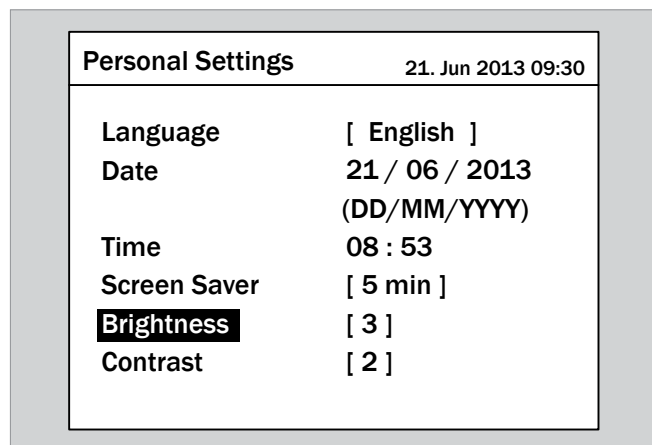 Personal Settings 21. Jun 2013 09:30
Language [ English ]
Date 21 / 06 / 2013
(DD/MM/YYYY)
Time 08 : 53
Screen Saver [ 5 min ]
Brightness [ 3 ]
Contrast [ 2 ]